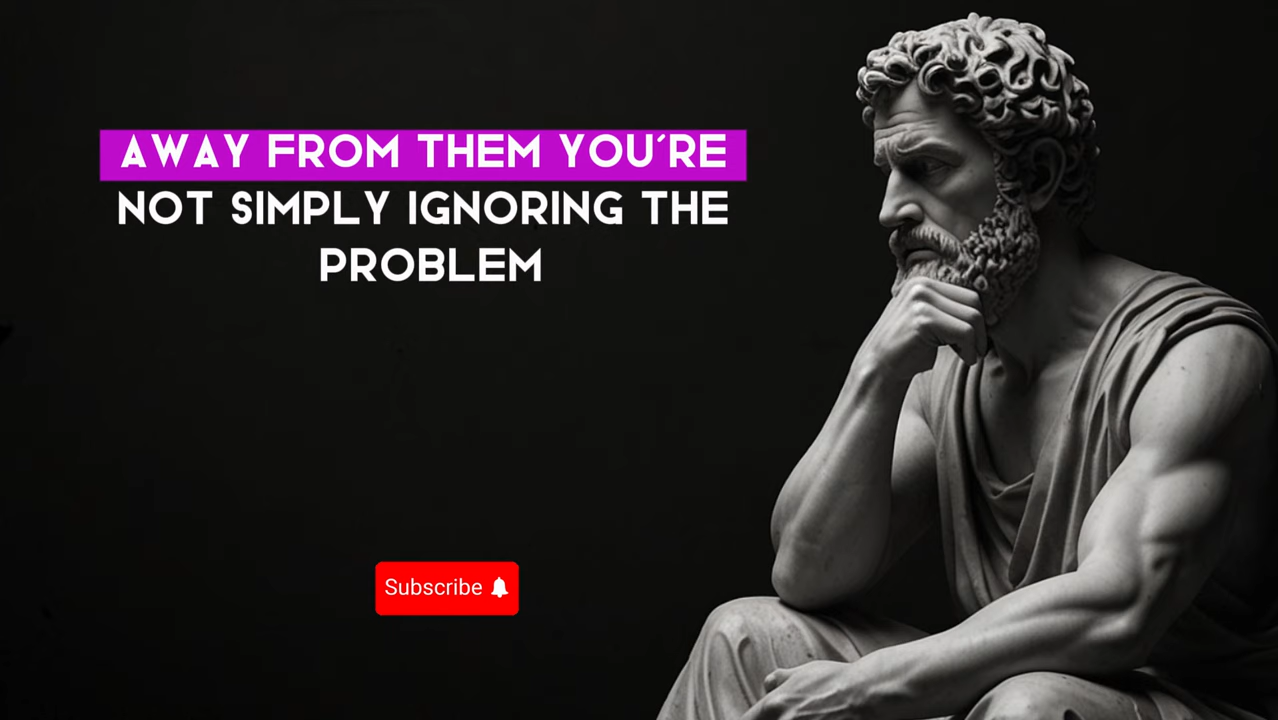 AWAY FROM THEM YOU'RE
NOT SIMPLY IGNORING THE
PROBLEM
Subscribe